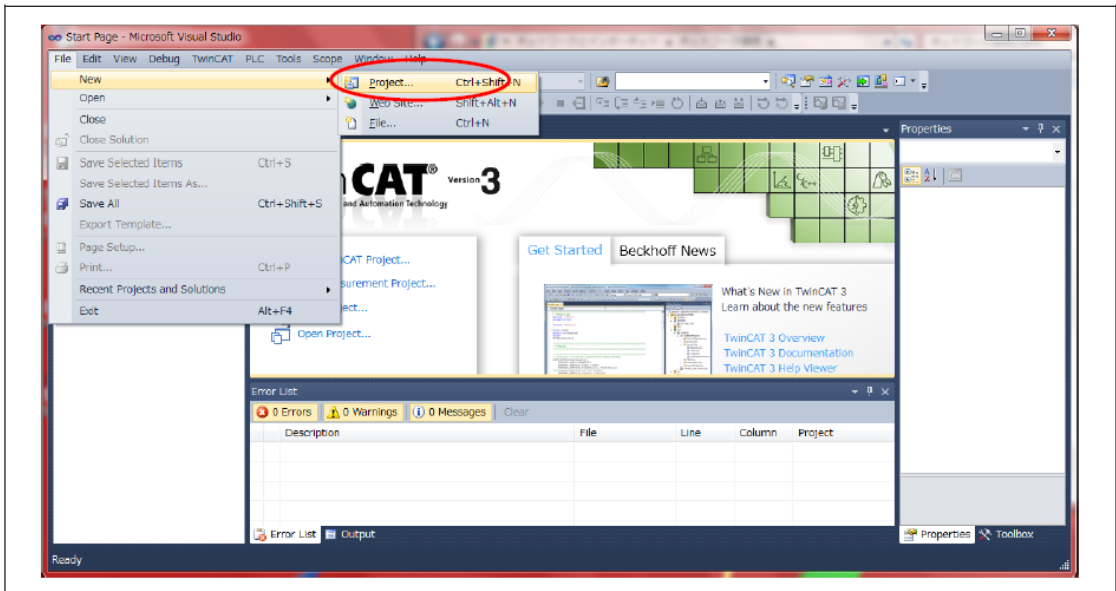 Start Page - Microsoft Visual Studio
File Edit View Debug TwinCAT PLC Tools Scope Window Help
New
Project... Ctrl+Shift+N
Open
Web Site... Shift+Alt+N
Close
File... Ctrl+N
Close Solution
Properties
Save Selected Items Ctrl+S
Save Selected Items As...
Save All Ctrl+Shift+S
Export Template...
Page Setup...
Print... Ctrl+P
Recent Projects and Solutions
Exit Alt+F4
CAT® Version 3
and Automation Technology
CAT Project...
surement Project...
ect...
Open Project...
Get Started Beckhoff News
What's New in TwinCAT 3
Learn about the new features
TwinCAT 3 Overview
TwinCAT 3 Documentation
TwinCAT 3 Help Viewer
Error List
0 Errors 0 Warnings 0 Messages Clear
Description File Line Column Project
Error List Output
Properties Toolbox
Ready